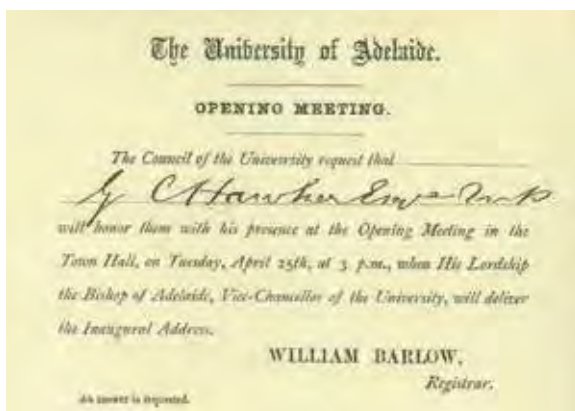 The University of Adelaide.
OPENING MEETING.
The Council of the University request that
G C Hawker Esqre M P
will honor them with his presence at the Opening Meeting in the
Town Hall, on Tuesday, April 25th, at 3 p.m., when His Lordship
the Bishop of Adelaide, Vice-Chancellor of the University, will deliver
the Inaugural Address.
WILLIAM BARLOW,
Registrar.
An answer is requested.